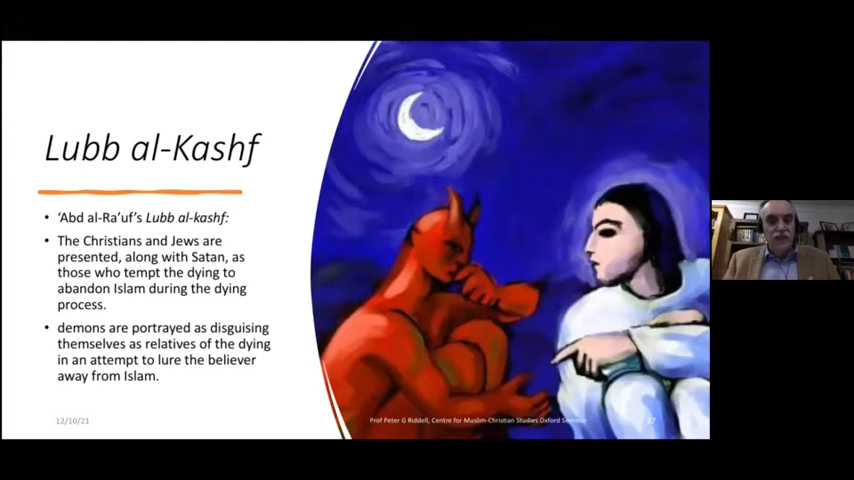 Lubb al-Kashf
• ‘Abd al-Ra’uf’s Lubb al-kashf:
• The Christians and Jews are
presented, along with Satan, as
those who tempt the dying to
abandon Islam during the dying
process.
• demons are portrayed as disguising
themselves as relatives of the dying
in an attempt to lure the believer
away from Islam.
12/10/21
Prof Peter G Riddell, Centre for Muslim-Christian Studies Oxford Seminar
37